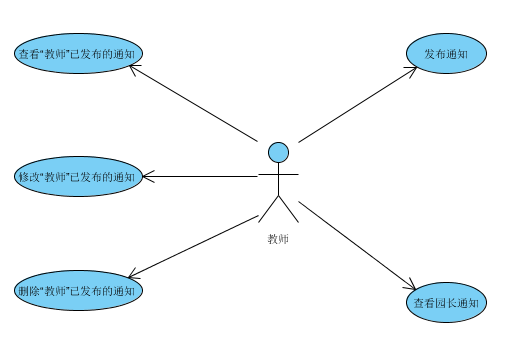 查看“教师”已发布的通知
发布通知
修改“教师”已发布的通知
教师
删除“教师”已发布的通知
查看园长通知